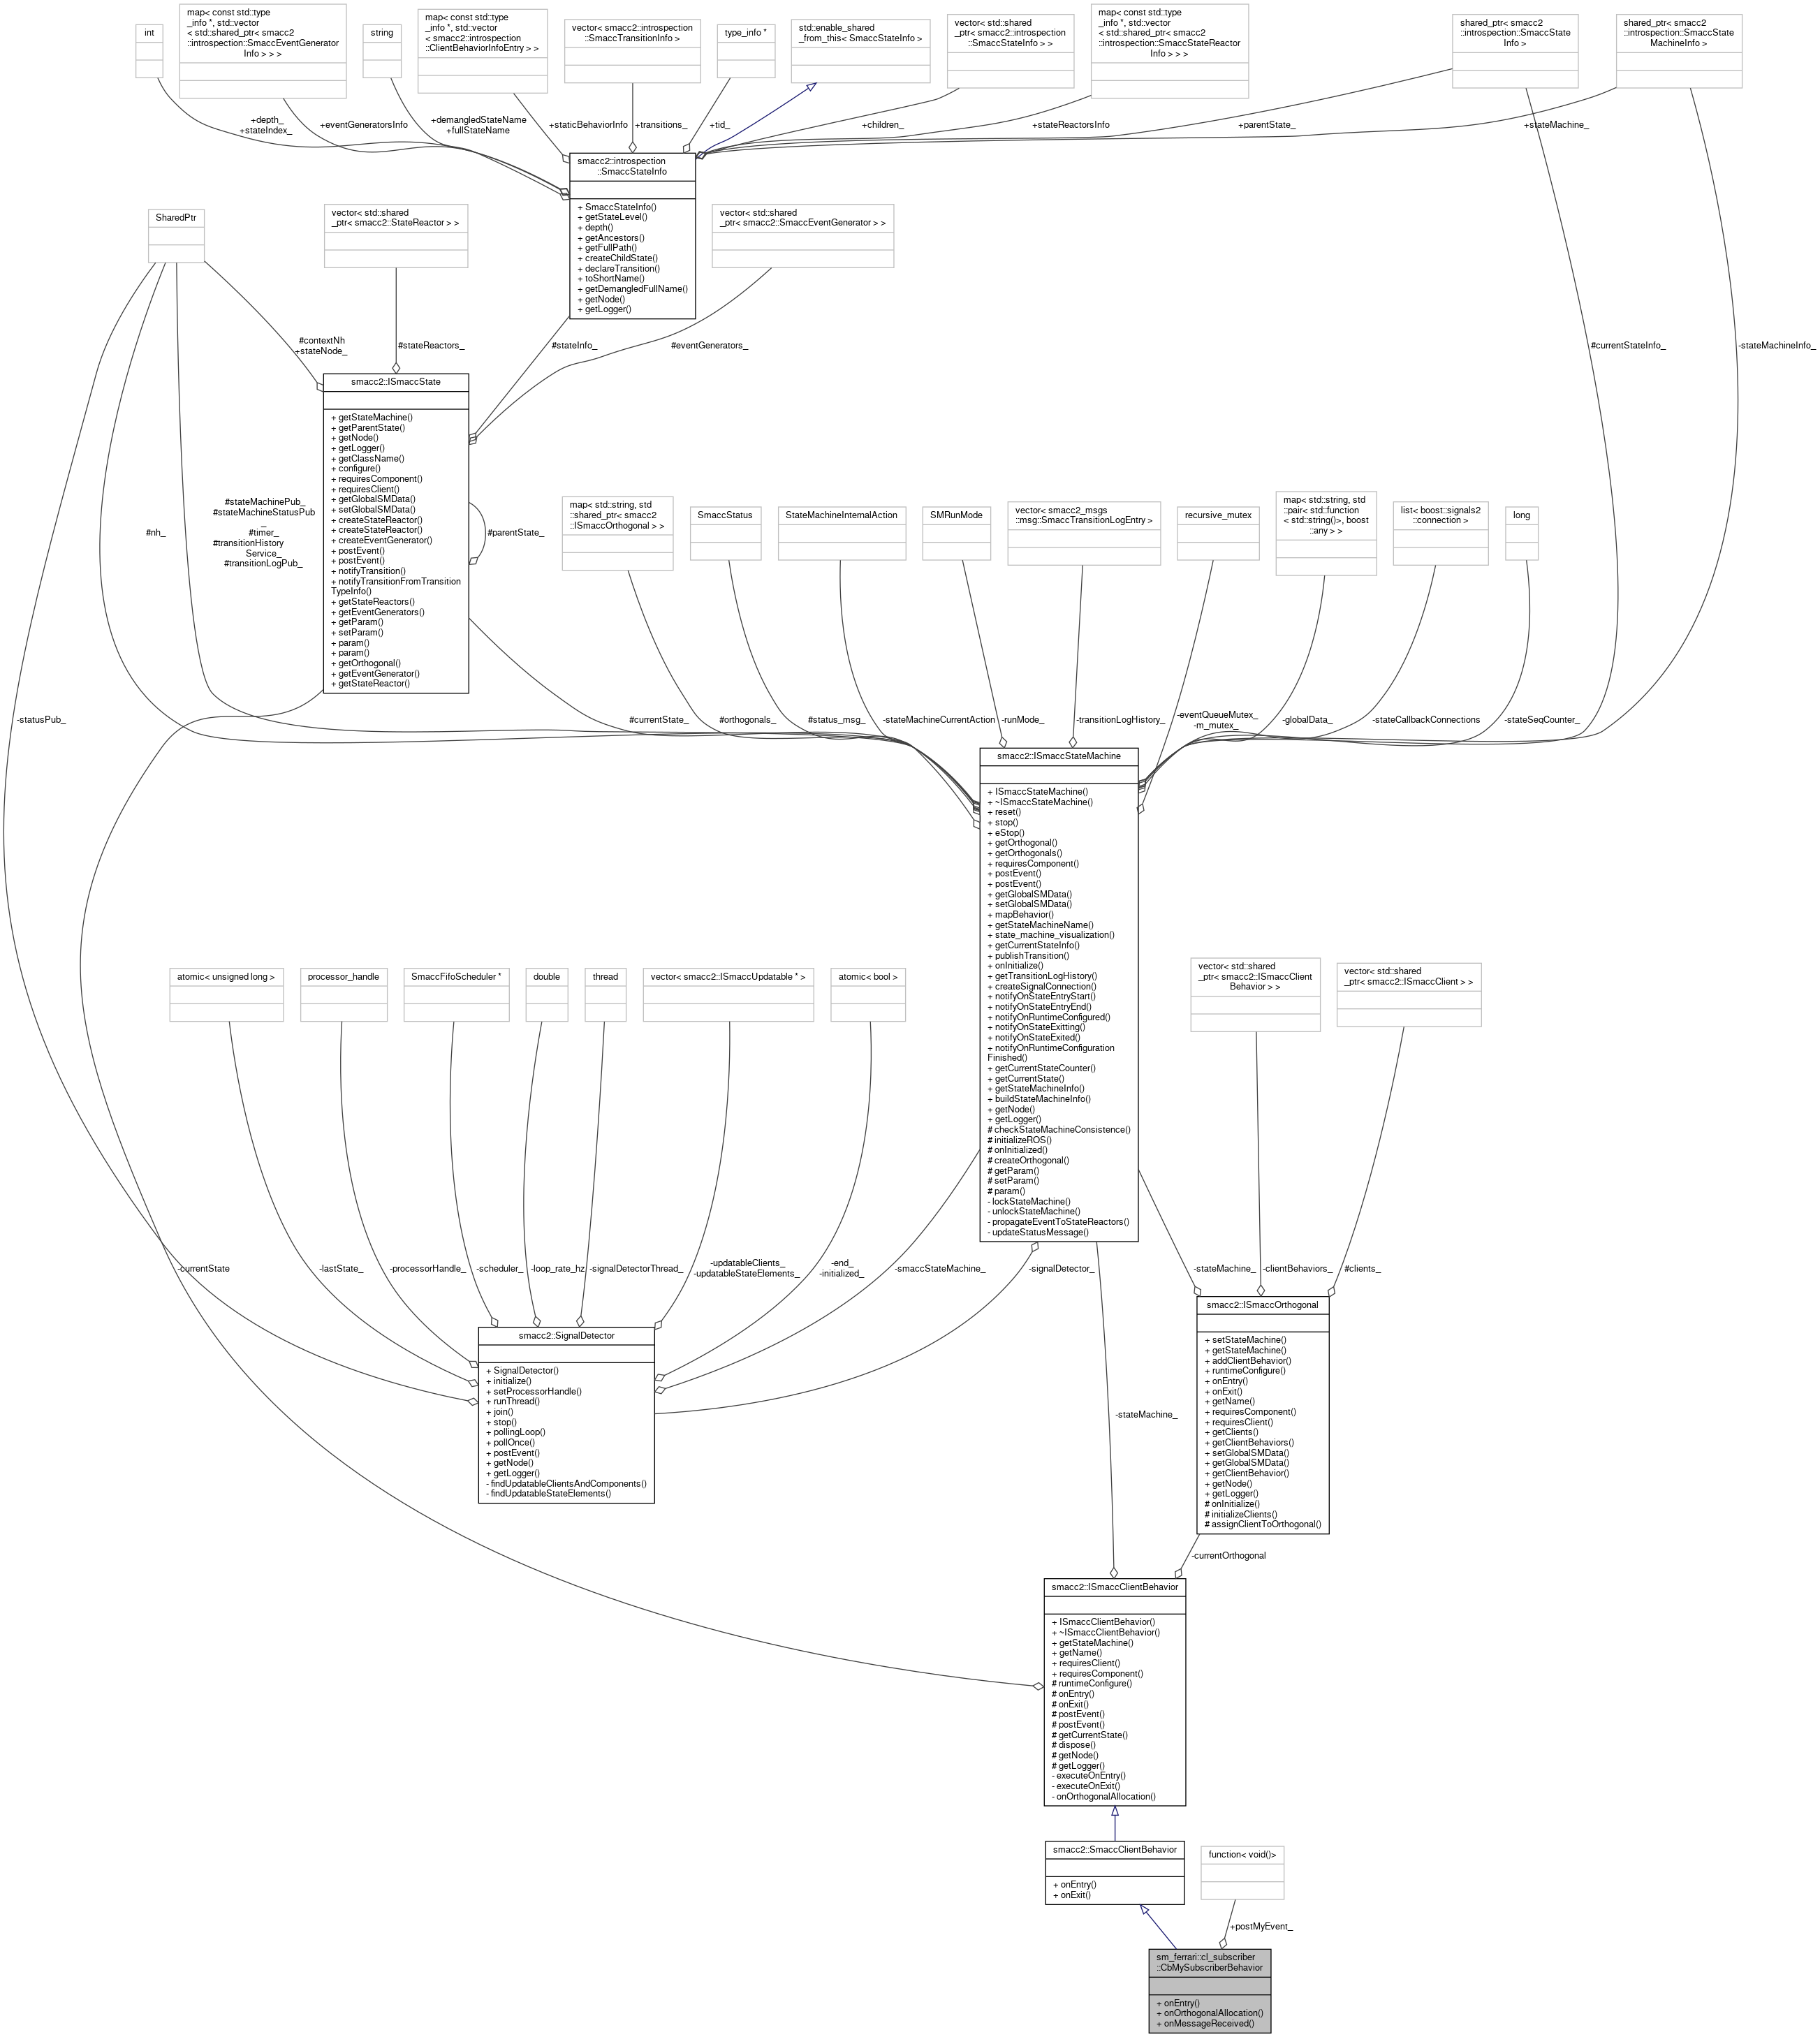 int
map< const std::type
_info *, std::vector
< std::shared_ptr< smacc2
::introspection::SmaccEventGenerator
Info > > >
string
map< const std::type
_info *, std::vector
< smacc2::introspection
::ClientBehaviorInfoEntry > >
vector< smacc2::introspection
::SmaccTransitionInfo >
type_info *
std::enable_shared
_from_this< SmaccStateInfo >
vector< std::shared
_ptr< smacc2::introspection
::SmaccStateInfo > >
map< const std::type
_info *, std::vector
< std::shared_ptr< smacc2
::introspection::SmaccStateReactor
Info > > >
shared_ptr< smacc2
::introspection::SmaccState
Info >
shared_ptr< smacc2
::introspection::SmaccState
MachineInfo >
+depth_
+stateIndex_
+eventGeneratorsInfo
+demangledStateName
+fullStateName
+staticBehaviorInfo
+transitions_
+tid_
+children_
+stateReactorsInfo
+parentState_
+stateMachine_
smacc2::introspection
::SmaccStateInfo
+ SmaccStateInfo()
+ getStateLevel()
+ depth()
+ getAncestors()
+ getFullPath()
+ createChildState()
+ declareTransition()
+ toShortName()
+ getDemangledFullName()
+ getNode()
+ getLogger()
SharedPtr
vector< std::shared
_ptr< smacc2::StateReactor > >
vector< std::shared
_ptr< smacc2::SmaccEventGenerator > >
#contextNh
+stateNode_
#stateReactors_
#stateInfo_
#eventGenerators_
#currentStateInfo_
-stateMachineInfo_
smacc2::ISmaccState
+ getStateMachine()
+ getParentState()
+ getNode()
+ getLogger()
+ getClassName()
+ configure()
+ requiresComponent()
+ requiresClient()
+ getGlobalSMData()
+ setGlobalSMData()
+ createStateReactor()
+ createStateReactor()
+ createEventGenerator()
+ postEvent()
+ postEvent()
+ notifyTransition()
+ notifyTransitionFromTransition
TypeInfo()
+ getStateReactors()
+ getEventGenerators()
+ getParam()
+ setParam()
+ param()
+ param()
+ getOrthogonal()
+ getEventGenerator()
+ getStateReactor()
#parentState_
#nh_
#stateMachinePub_
#stateMachineStatusPub
_
#timer_
#transitionHistory
Service_
#transitionLogPub_
map< std::string, std
::shared_ptr< smacc2
::ISmaccOrthogonal > >
SmaccStatus
StateMachineInternalAction
SMRunMode
vector< smacc2_msgs
::msg::SmaccTransitionLogEntry >
recursive_mutex
map< std::string, std
::pair< std::function
< std::string()>, boost
::any > >
list< boost::signals2
::connection >
long
-statusPub_
#currentState_
#orthogonals_
#status_msg_
-stateMachineCurrentAction
-runMode_
-transitionLogHistory_
-eventQueueMutex_
-m_mutex_
-globalData_
-stateCallbackConnections
-stateSeqCounter_
smacc2::ISmaccStateMachine
+ ISmaccStateMachine()
+ ~ISmaccStateMachine()
+ reset()
+ stop()
+ eStop()
+ getOrthogonal()
+ getOrthogonals()
+ requiresComponent()
+ postEvent()
+ postEvent()
+ getGlobalSMData()
+ setGlobalSMData()
+ mapBehavior()
+ getStateMachineName()
+ state_machine_visualization()
+ getCurrentStateInfo()
+ publishTransition()
+ onInitialize()
+ getTransitionLogHistory()
+ createSignalConnection()
+ notifyOnStateEntryStart()
+ notifyOnStateEntryEnd()
+ notifyOnRuntimeConfigured()
+ notifyOnStateExitting()
+ notifyOnStateExited()
+ notifyOnRuntimeConfiguration
Finished()
+ getCurrentStateCounter()
+ getCurrentState()
+ getStateMachineInfo()
+ buildStateMachineInfo()
+ getNode()
+ getLogger()
# checkStateMachineConsistence()
# initializeROS()
# onInitialized()
# createOrthogonal()
# getParam()
# setParam()
# param()
- lockStateMachine()
- unlockStateMachine()
- propagateEventToStateReactors()
- updateStatusMessage()
atomic< unsigned long >
processor_handle
SmaccFifoScheduler *
double
thread
vector< smacc2::ISmaccUpdatable * >
atomic< bool >
vector< std::shared
_ptr< smacc2::ISmaccClient
Behavior > >
vector< std::shared
_ptr< smacc2::ISmaccClient > >
-currentState
-lastState_
-processorHandle_
-scheduler_
-loop_rate_hz
-signalDetectorThread_
-updatableClients_
-updatableStateElements_
-end_
-initialized_
-smaccStateMachine_
-signalDetector_
-stateMachine_
-clientBehaviors_
#clients_
smacc2::SignalDetector
+ SignalDetector()
+ initialize()
+ setProcessorHandle()
+ runThread()
+ join()
+ stop()
+ pollingLoop()
+ pollOnce()
+ postEvent()
+ getNode()
+ getLogger()
- findUpdatableClientsAndComponents()
- findUpdatableStateElements()
smacc2::ISmaccOrthogonal
+ setStateMachine()
+ getStateMachine()
+ addClientBehavior()
+ runtimeConfigure()
+ onEntry()
+ onExit()
+ getName()
+ requiresComponent()
+ requiresClient()
+ getClients()
+ getClientBehaviors()
+ setGlobalSMData()
+ getGlobalSMData()
+ getClientBehavior()
+ getNode()
+ getLogger()
# onInitialize()
# initializeClients()
# assignClientToOrthogonal()
-stateMachine_
-currentOrthogonal
smacc2::ISmaccClientBehavior
+ ISmaccClientBehavior()
+ ~ISmaccClientBehavior()
+ getStateMachine()
+ getName()
+ requiresClient()
+ requiresComponent()
# runtimeConfigure()
# onEntry()
# onExit()
# postEvent()
# postEvent()
# getCurrentState()
# dispose()
# getNode()
# getLogger()
- executeOnEntry()
- executeOnExit()
- onOrthogonalAllocation()
smacc2::SmaccClientBehavior
+ onEntry()
+ onExit()
function< void()>
+postMyEvent_
sm_ferrari::cl_subscriber
::CbMySubscriberBehavior
+ onEntry()
+ onOrthogonalAllocation()
+ onMessageReceived()